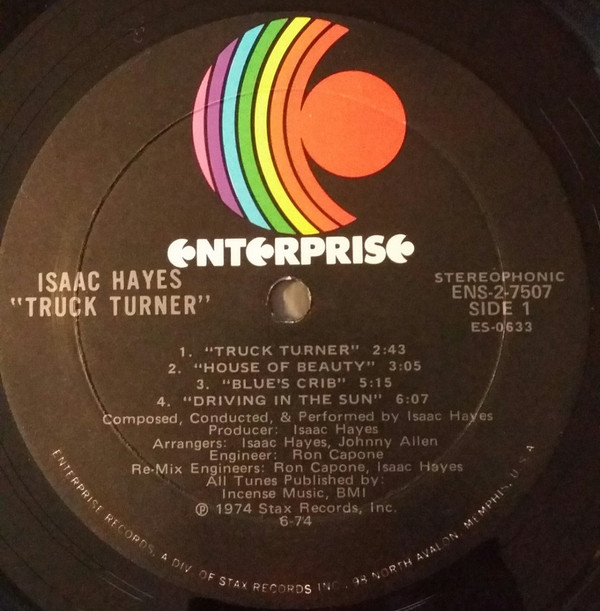 ENTERPRISE
ISAAC HAYES
"TRUCK TURNER"
STEREOPHONIC
ENS-2-7507
SIDE 1
ES-0633
1. "TRUCK TURNER" 2:43
2. "HOUSE OF BEAUTY" 3:05
3. "BLUE'S CRIB" 5:15
4. "DRIVING IN THE SUN" 6:07
Composed, Conducted, & Performed by Isaac Hayes
Producer: Isaac Hayes
Arrangers: Isaac Hayes, Johnny Allen
Engineer: Ron Capone
Re-Mix Engineers: Ron Capone, Isaac Hayes
All Tunes Published by:
Incense Music, BMI
℗ 1974 Stax Records, Inc.
6-74
ENTERPRISE RECORDS, A DIV. OF STAX RECORDS INC., 98 NORTH AVALON, MEMPHIS, U.S.A